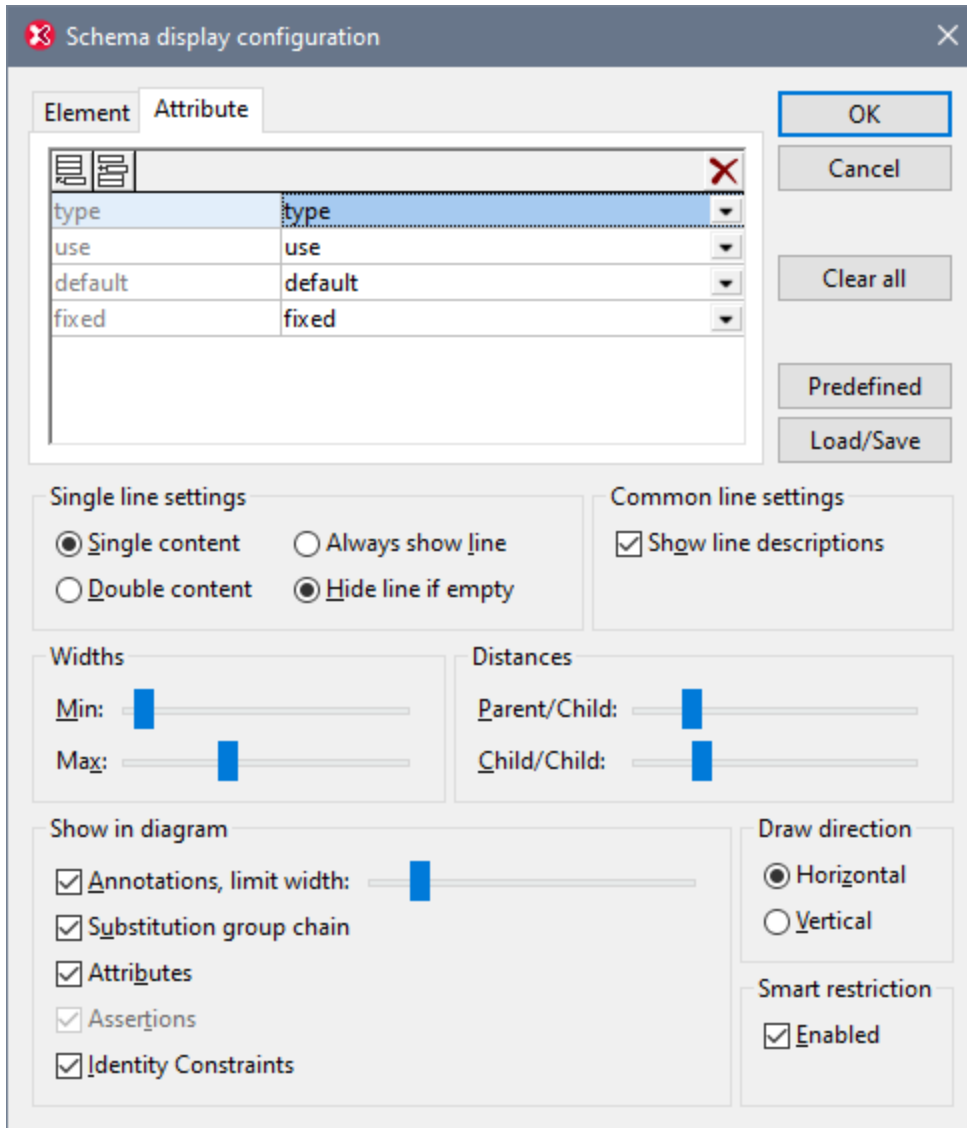 Schema display configuration
Element Attribute
OK
Cancel
type type
use use
default default
fixed fixed
Clear all
Predefined
Load/Save
Single line settings
Single content Always show line
Double content Hide line if empty
Common line settings
Show line descriptions
Widths
Min:
Max:
Distances
Parent/Child:
Child/Child:
Show in diagram
Annotations, limit width:
Substitution group chain
Attributes
Assertions
Identity Constraints
Draw direction
Horizontal
Vertical
Smart restriction
Enabled